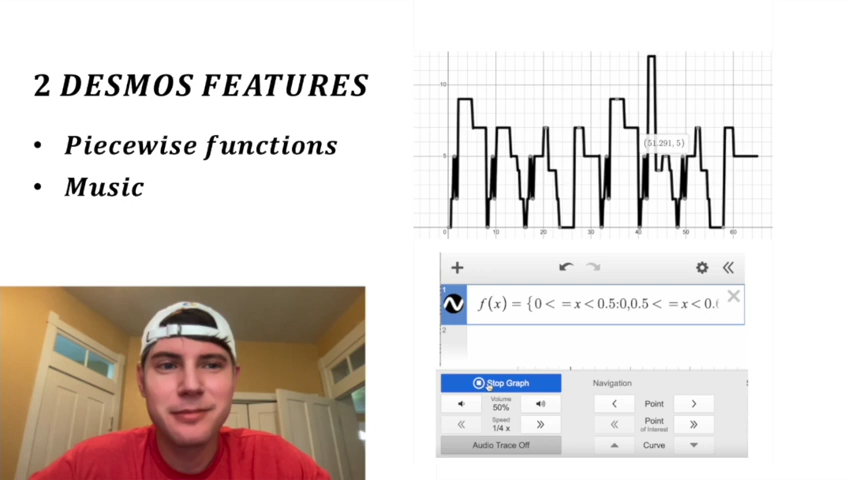 2 DESMOS FEATURES
• Piecewise functions
• Music
10
5
0
10
20
30
40
50
60
(51.291, 5)
1
f(x) = {0 < =x < 0.5:0,0.5 < =x < 0.
2
Stop Graph
Volume
50%
Speed
1/4 x
Audio Trace Off
Navigation
Point
Point
of Interest
Curve